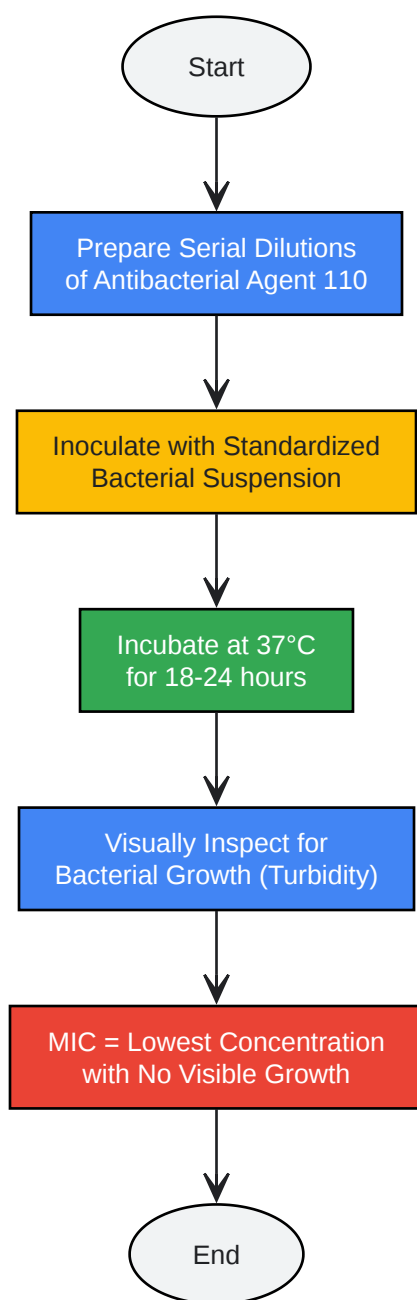 Start
Prepare Serial Dilutions
of Antibacterial Agent 110
Inoculate with Standardized
Bacterial Suspension
Incubate at 37°C
for 18-24 hours
Visually Inspect for
Bacterial Growth (Turbidity)
MIC = Lowest Concentration
with No Visible Growth
End